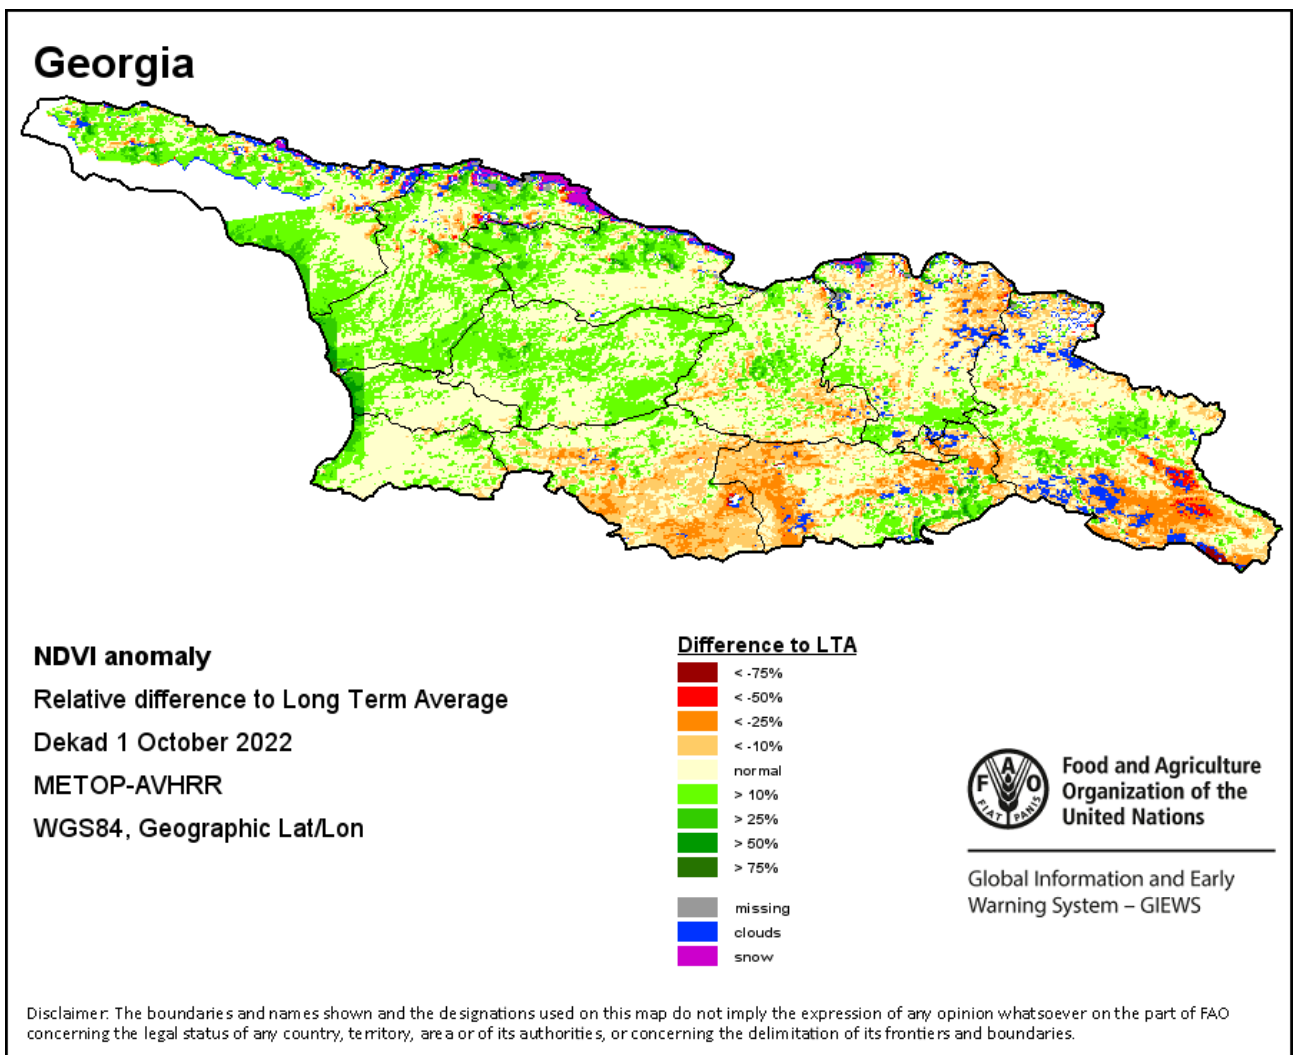 Georgia
NDVI anomaly
Relative difference to Long Term Average
Dekad 1 October 2022
METOP-AVHRR
WGS84, Geographic Lat/Lon
Difference to LTA
< -75%
< -50%
< -25%
< -10%
normal
> 10%
> 25%
> 50%
> 75%
missing
clouds
snow
F A O
FIAT PANIS
Food and Agriculture
Organization of the
United Nations
Global Information and Early
Warning System – GIEWS
Disclaimer: The boundaries and names shown and the designations used on this map do not imply the expression of any opinion whatsoever on the part of FAO
concerning the legal status of any country, territory, area or of its authorities, or concerning the delimitation of its frontiers and boundaries.